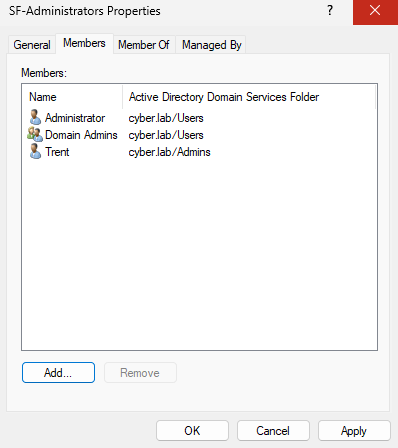 SF-Administrators Properties ?
General Members Member Of Managed By
Members:
Name Active Directory Domain Services Folder
Administrator cyber.lab/Users
Domain Admins cyber.lab/Users
Trent cyber.lab/Admins
Add... Remove
OK Cancel Apply